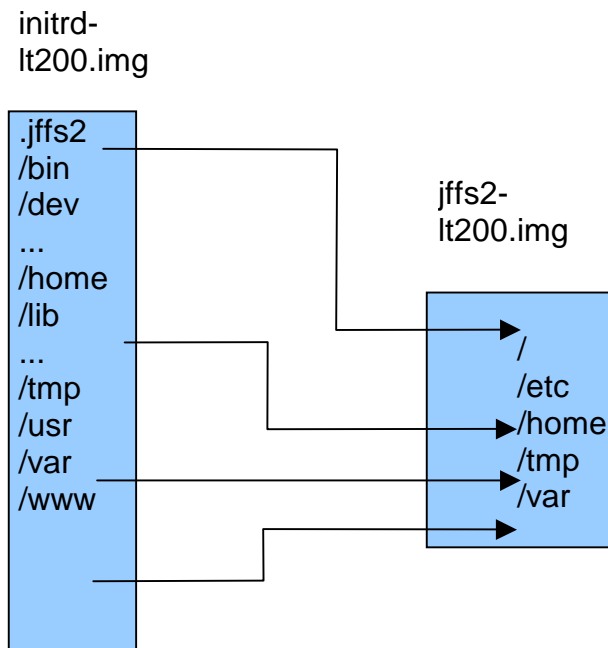 initrd-
lt200.img
.jffs2
/bin
/dev
...
/home
/lib
...
/tmp
/usr
/var
/www
jffs2-
lt200.img
/
/etc
/home
/tmp
/var